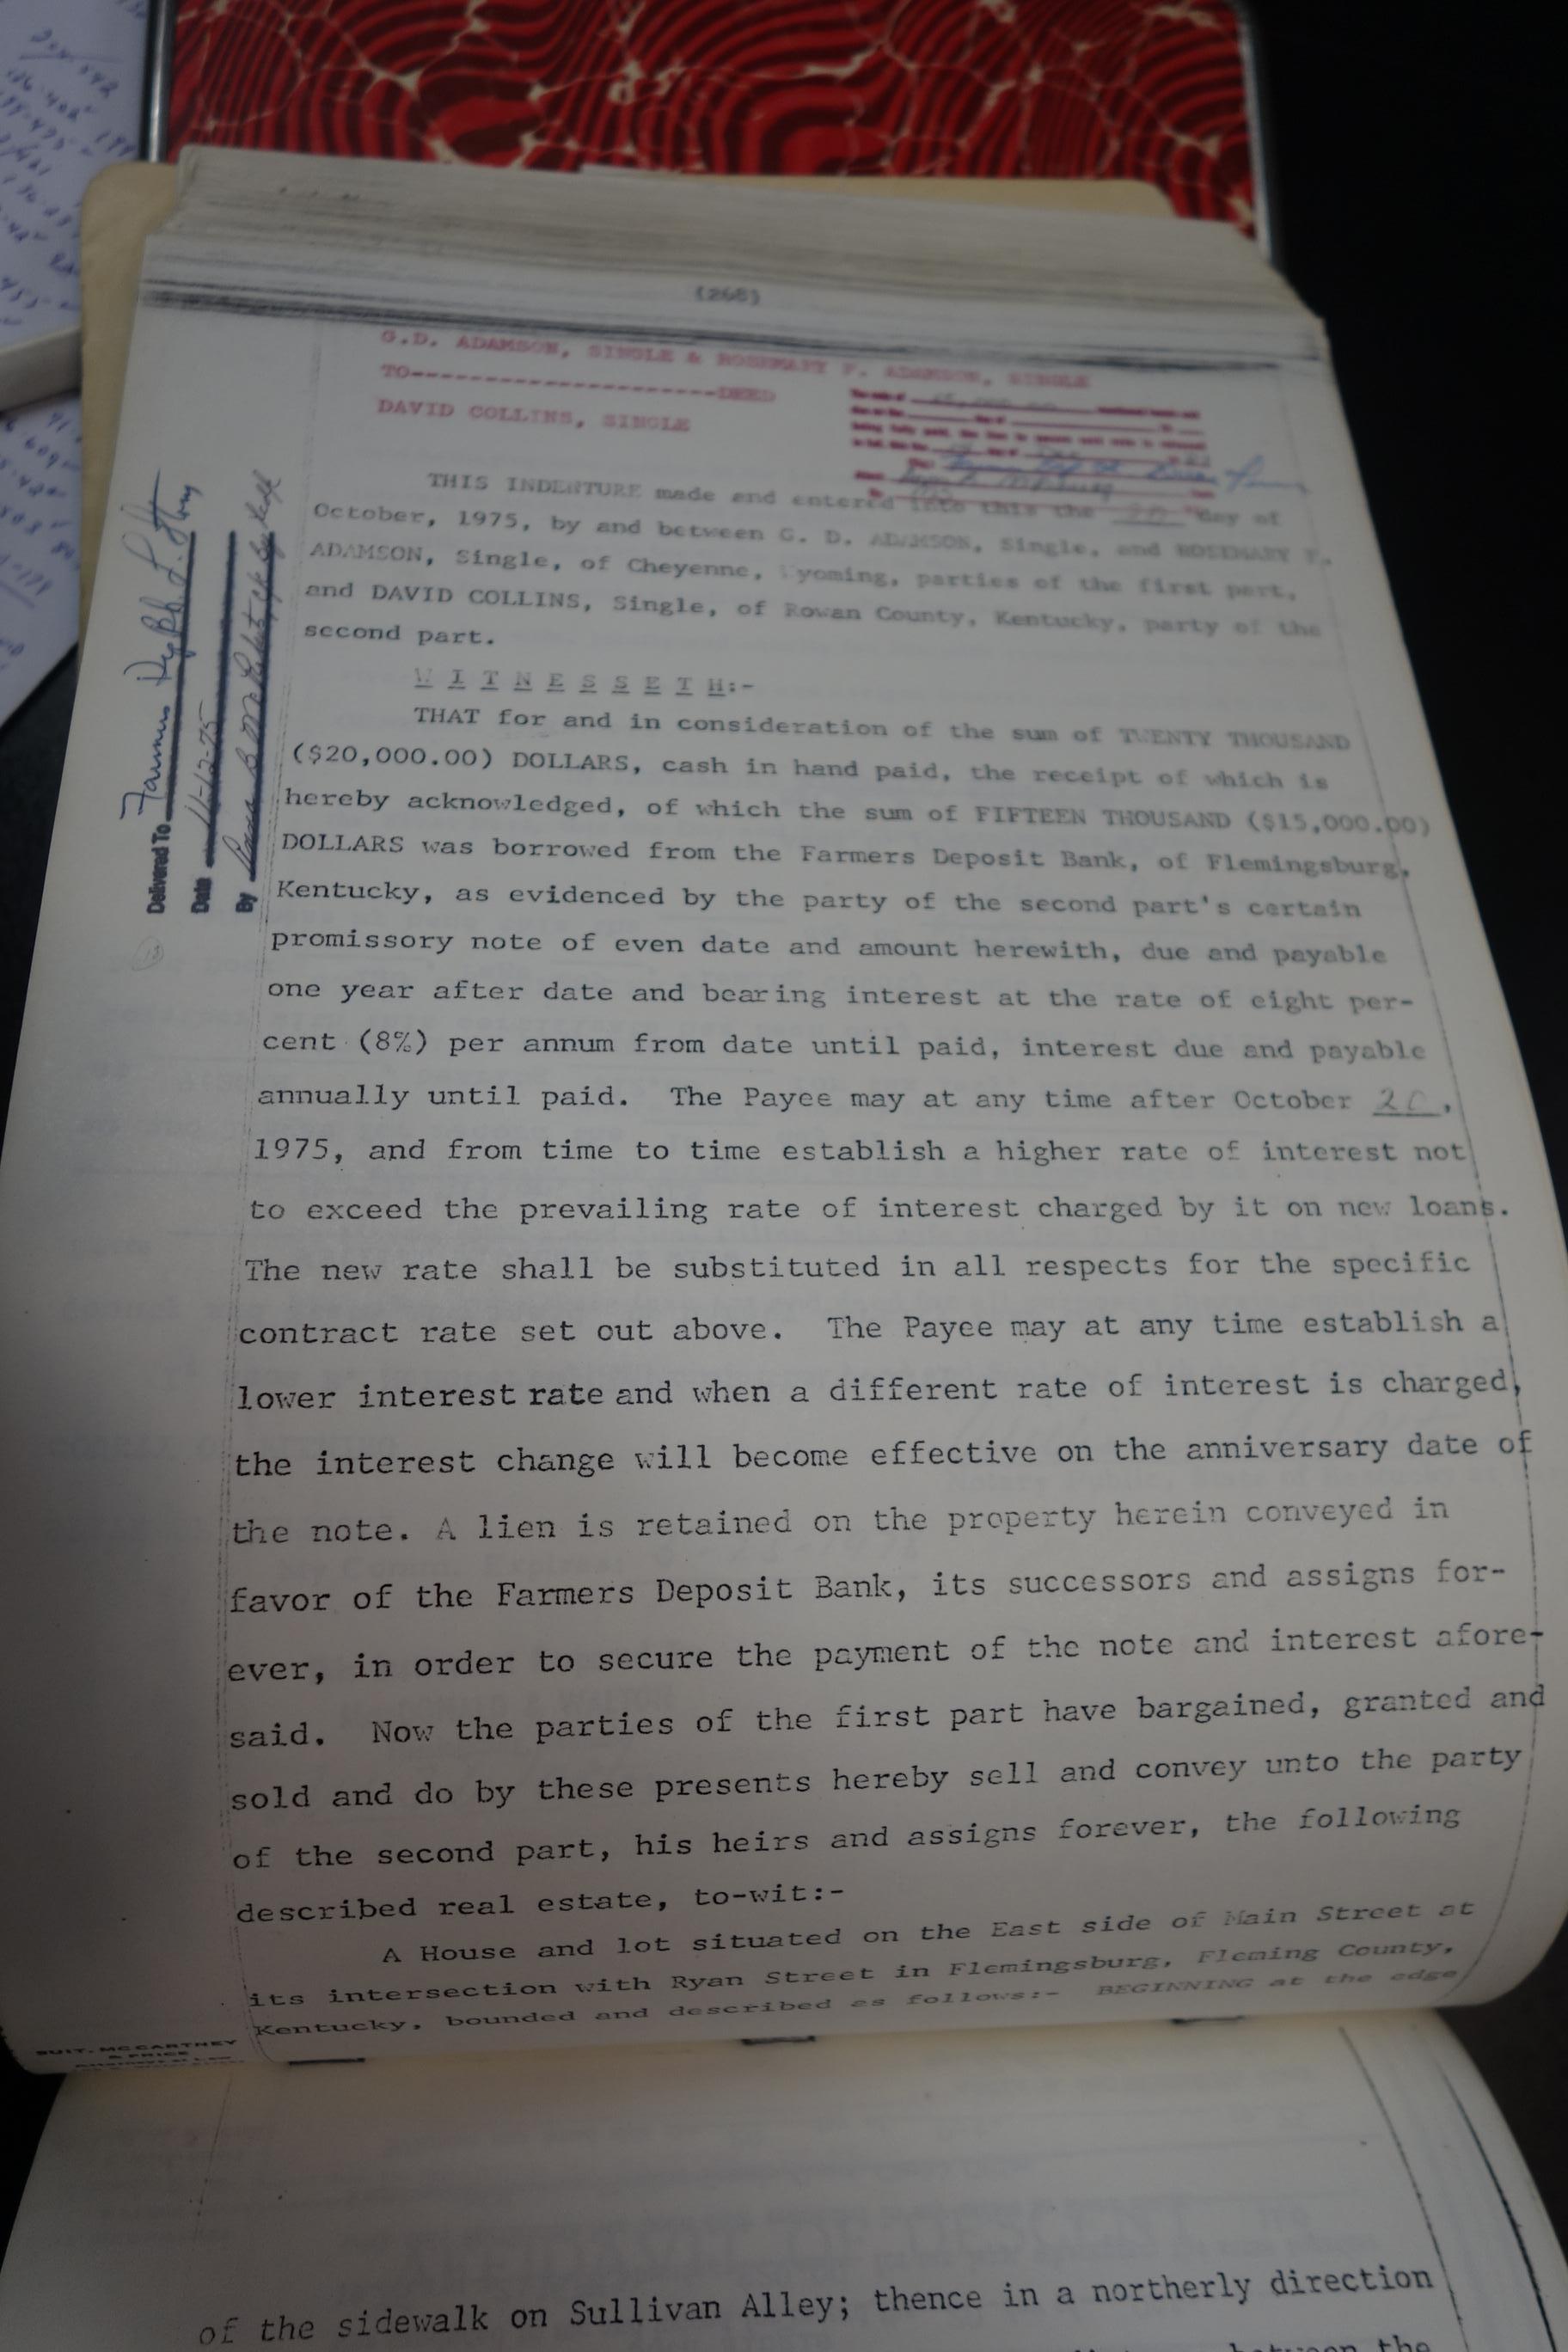 (268)
G.D. ADAMSON, SINGLE & ROSEMARY F. ADAMSON, SINGLE
TO----------------------DEED
DAVID COLLINS, SINGLE
THIS INDENTURE made and entered into this the 20 day of
October, 1975, by and between G. D. ADAMSON, Single, and ROSEMARY F.
ADAMSON, Single, of Cheyenne, Wyoming, parties of the first part,
and DAVID COLLINS, Single, of Rowan County, Kentucky, party of the
second part.
W I T N E S S E T H:-
THAT for and in consideration of the sum of TWENTY THOUSAND
($20,000.00) DOLLARS, cash in hand paid, the receipt of which is
hereby acknowledged, of which the sum of FIFTEEN THOUSAND ($15,000.00)
DOLLARS was borrowed from the Farmers Deposit Bank, of Flemingsburg,
Kentucky, as evidenced by the party of the second part's certain
promissory note of even date and amount herewith, due and payable
one year after date and bearing interest at the rate of eight per-
cent (8%) per annum from date until paid, interest due and payable
annually until paid. The Payee may at any time after October 20,
1975, and from time to time establish a higher rate of interest not
to exceed the prevailing rate of interest charged by it on new loans.
The new rate shall be substituted in all respects for the specific
contract rate set out above. The Payee may at any time establish a
lower interest rate and when a different rate of interest is charged,
the interest change will become effective on the anniversary date of
the note. A lien is retained on the property herein conveyed in
favor of the Farmers Deposit Bank, its successors and assigns for-
ever, in order to secure the payment of the note and interest afore-
said. Now the parties of the first part have bargained, granted and
sold and do by these presents hereby sell and convey unto the party
of the second part, his heirs and assigns forever, the following
described real estate, to-wit:-
A House and lot situated on the East side of Main Street at
its intersection with Ryan Street in Flemingsburg, Fleming County,
Kentucky, bounded and described as follows:- BEGINNING at the edge
SUIT, MCCARTNEY
& PRICE
of the sidewalk on Sullivan Alley; thence in a northerly direction
between the
Delivered To
Date 11-12-75
By